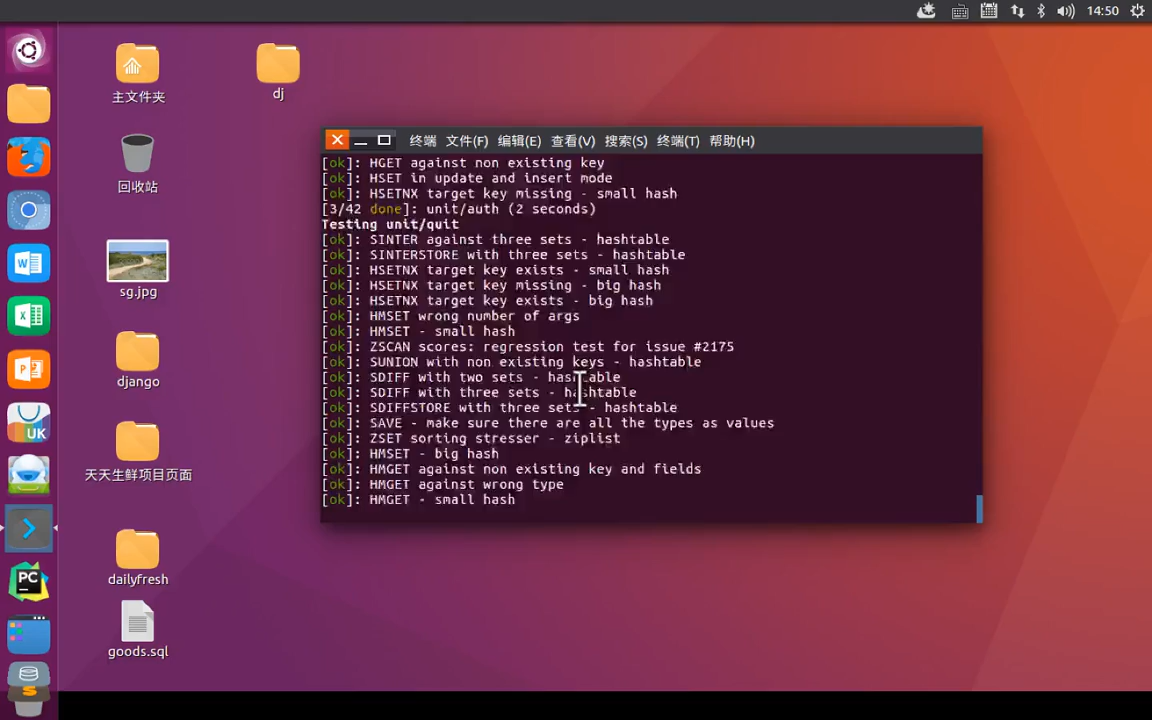 14:50
主文件夹
dj
回收站
sg.jpg
django
天天生鲜项目页面
dailyfresh
goods.sql
W
X
P
UK
PC
S
终端 文件(F) 编辑(E) 查看(V) 搜索(S) 终端(T) 帮助(H)
[ok]: HGET against non existing key
[ok]: HSET in update and insert mode
[ok]: HSETNX target key missing - small hash
[3/42 done]: unit/auth (2 seconds)
Testing unit/quit
[ok]: SINTER against three sets - hashtable
[ok]: SINTERSTORE with three sets - hashtable
[ok]: HSETNX target key exists - small hash
[ok]: HSETNX target key missing - big hash
[ok]: HSETNX target key exists - big hash
[ok]: HMSET wrong number of args
[ok]: HMSET - small hash
[ok]: ZSCAN scores: regression test for issue #2175
[ok]: SUNION with non existing keys - hashtable
[ok]: SDIFF with two sets - hashtable
[ok]: SDIFF with three sets - hashtable
[ok]: SDIFFSTORE with three sets - hashtable
[ok]: SAVE - make sure there are all the types as values
[ok]: ZSET sorting stresser - ziplist
[ok]: HMSET - big hash
[ok]: HMGET against non existing key and fields
[ok]: HMGET against wrong type
[ok]: HMGET - small hash